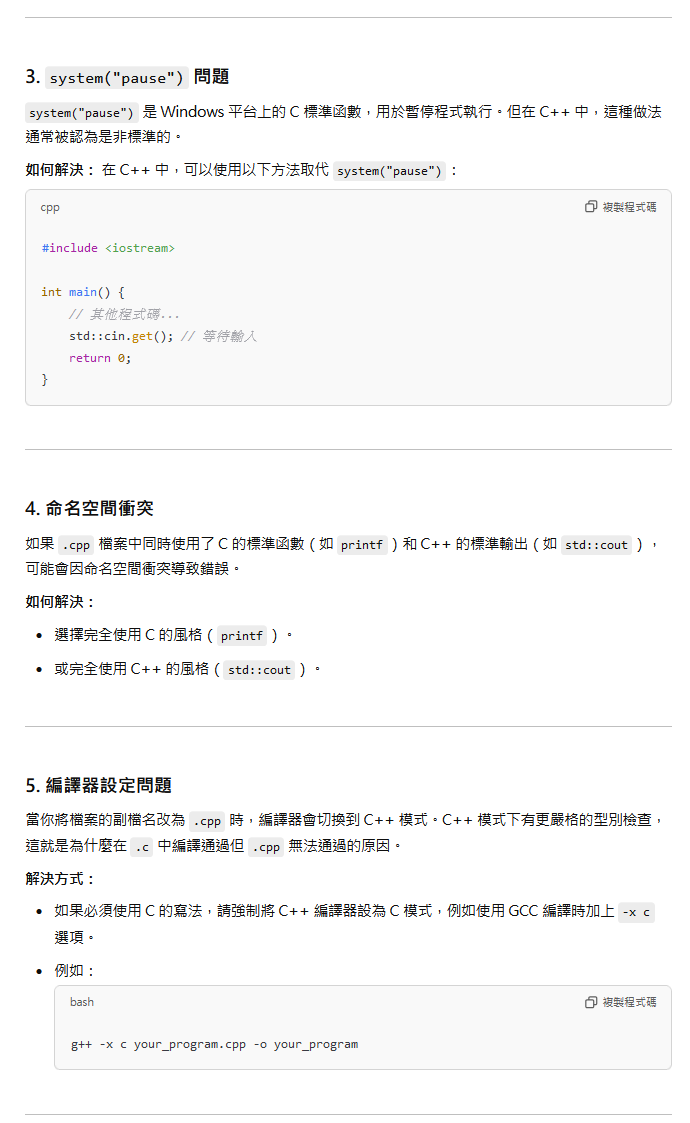 3. system("pause") 問題
system("pause") 是 Windows 平台上的 C 標準函數，用於暫停程式執行。但在 C++ 中，這種做法
通常被認為是非標準的。
如何解決： 在 C++ 中，可以使用以下方法取代 system("pause") ：
cpp
複製程式碼
#include <iostream>
int main() {
    // 其他程式碼...
    std::cin.get(); // 等待輸入
    return 0;
}
4. 命名空間衝突
如果 .cpp 檔案中同時使用了 C 的標準函數（如 printf ）和 C++ 的標準輸出（如 std::cout ），
可能會因命名空間衝突導致錯誤。
如何解決：
• 選擇完全使用 C 的風格（ printf ）。
• 或完全使用 C++ 的風格（ std::cout ）。
5. 編譯器設定問題
當你將檔案的副檔名改為 .cpp 時，編譯器會切換到 C++ 模式。C++ 模式下有更嚴格的型別檢查，
這就是為什麼在 .c 中編譯通過但 .cpp 無法通過的原因。
解決方式：
• 如果必須使用 C 的寫法，請強制將 C++ 編譯器設為 C 模式，例如使用 GCC 編譯時加上 -x c
選項。
• 例如：
bash
複製程式碼
g++ -x c your_program.cpp -o your_program